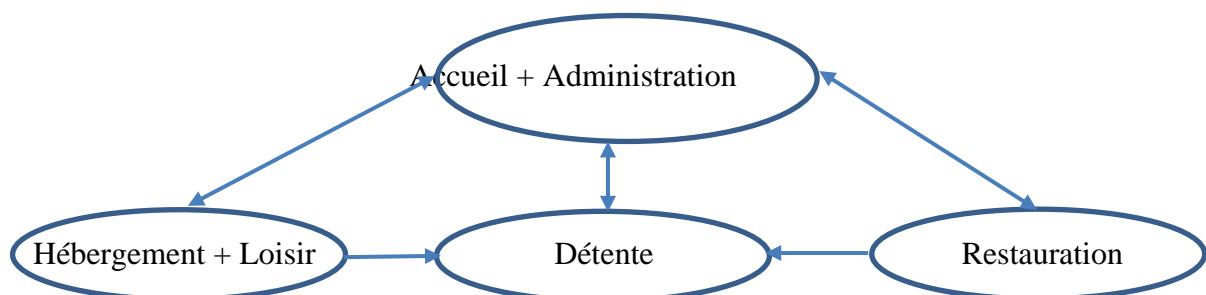 Accueil + Administration
Hébergement + Loisir
Détente
Restauration